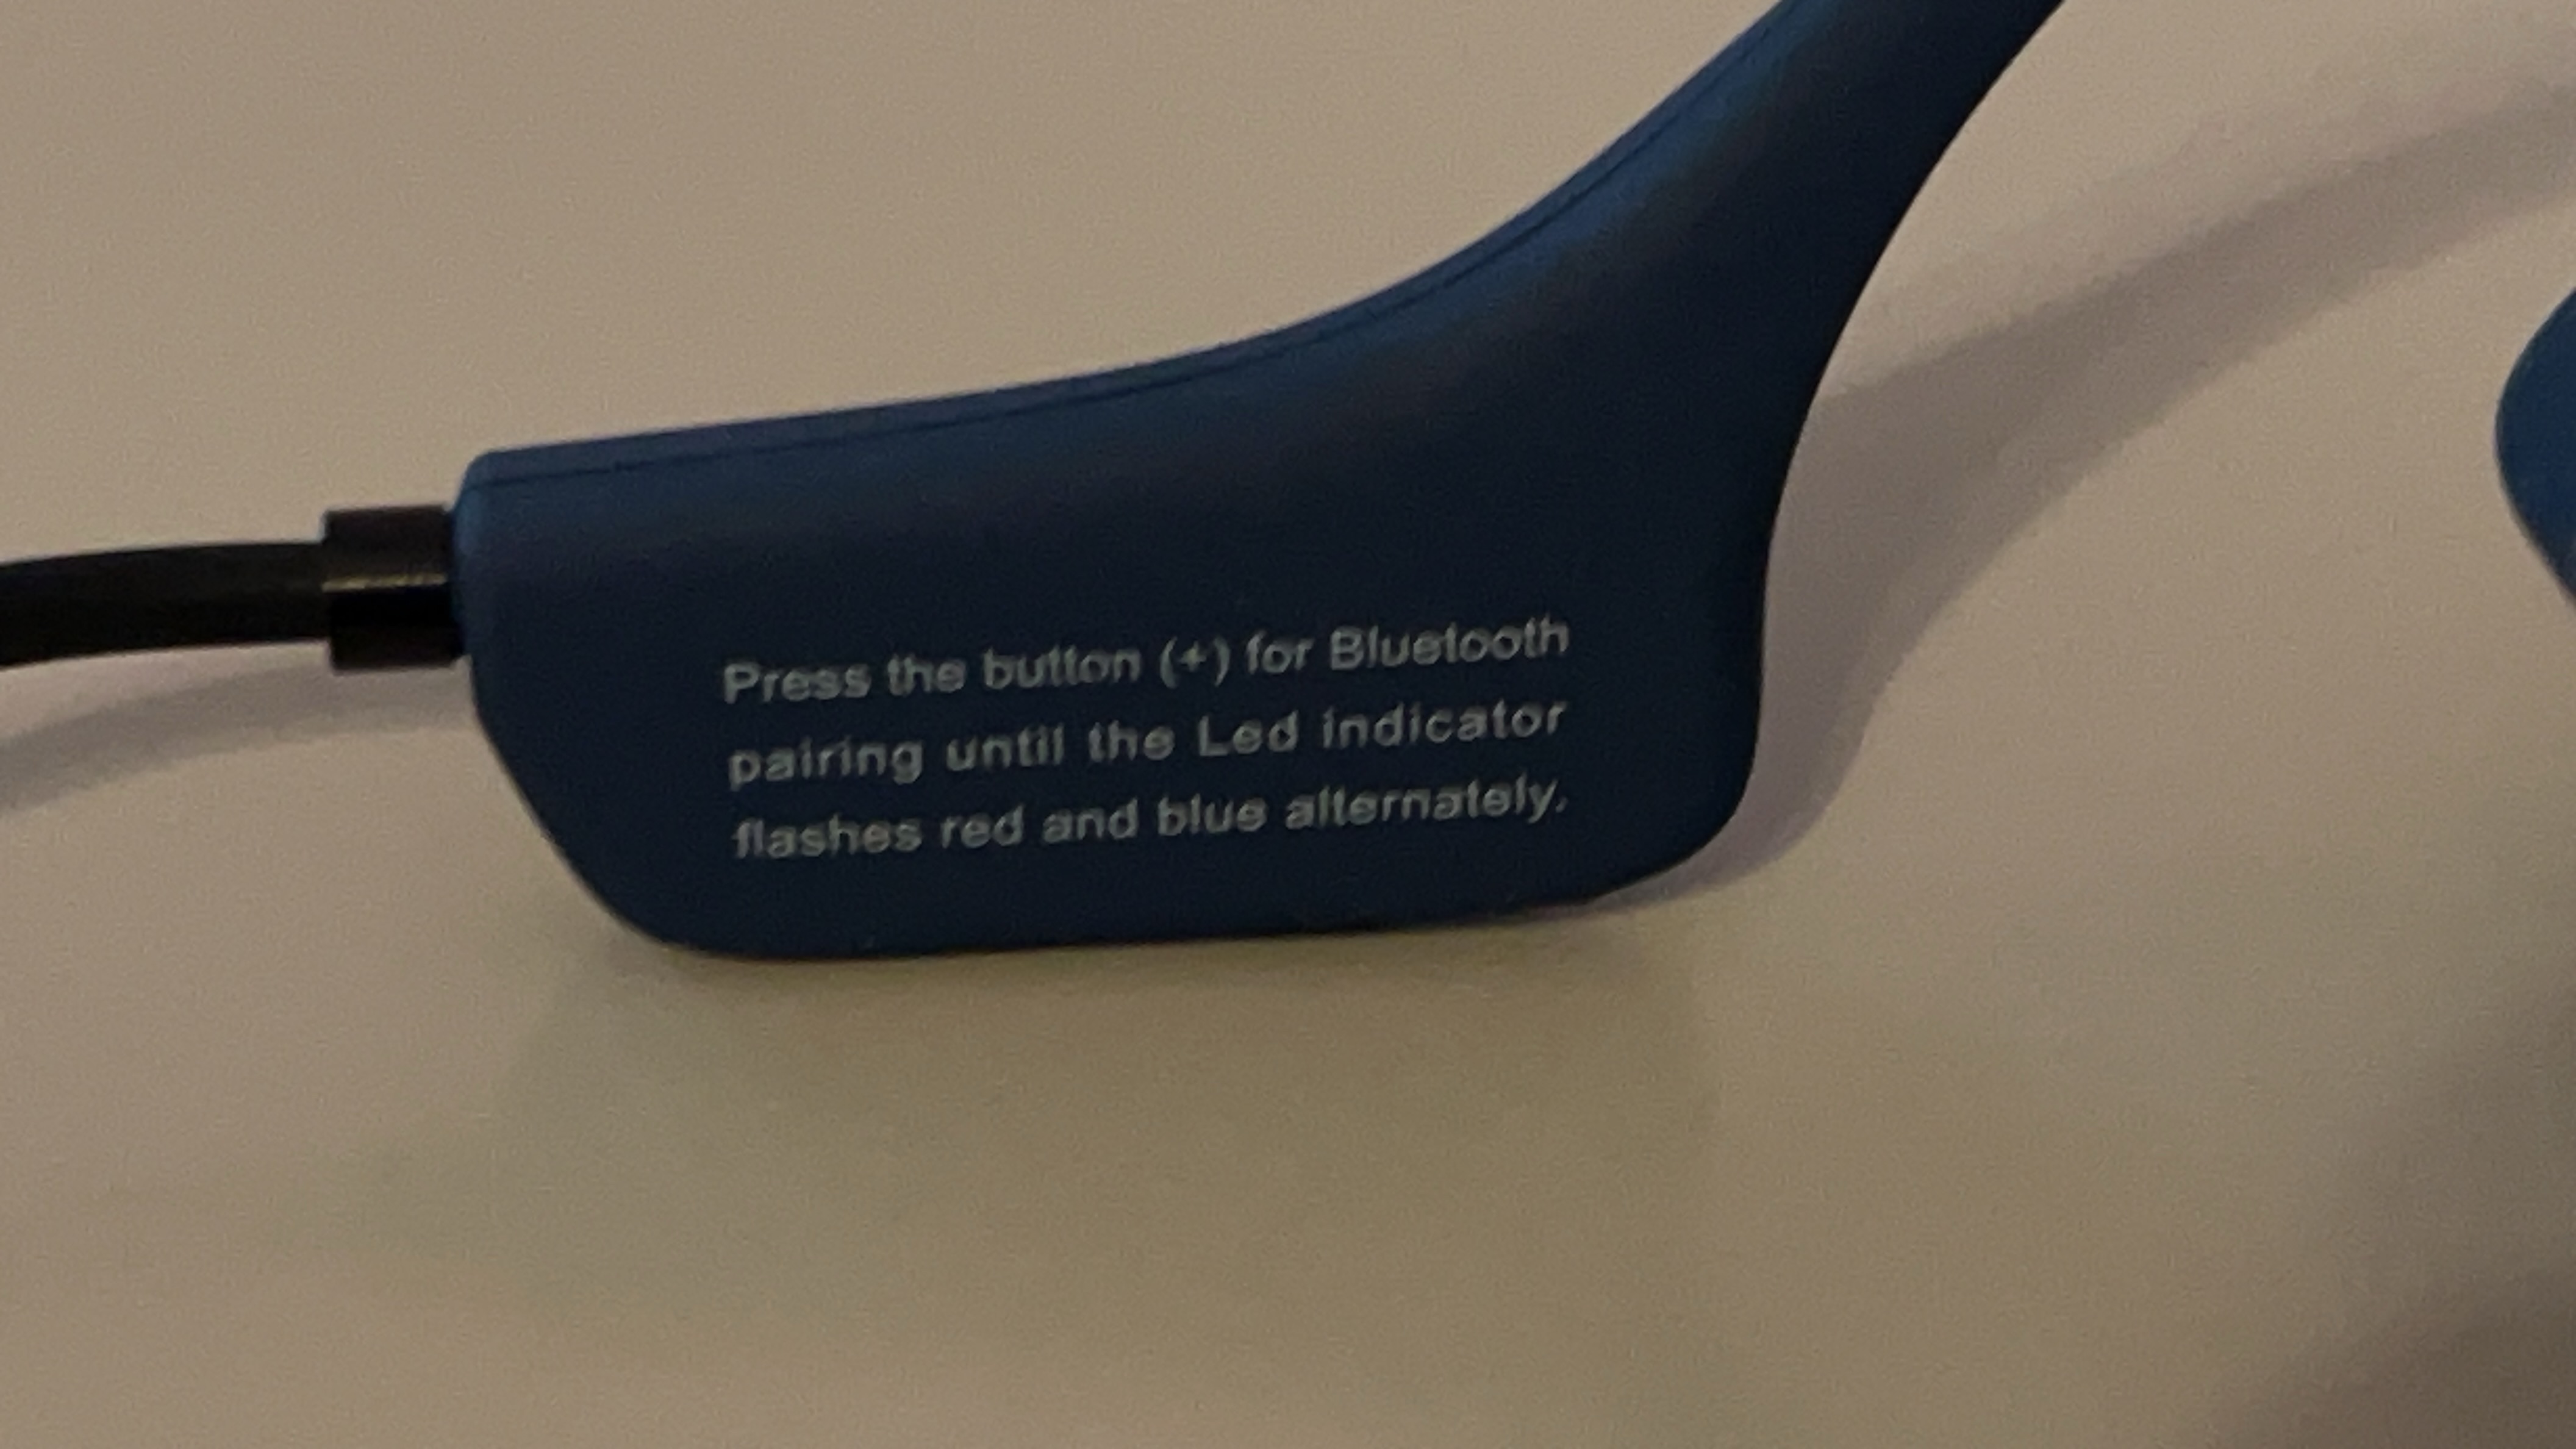 Press the button (+) for Bluetooth
pairing until the Led indicator
flashes red and blue alternately.